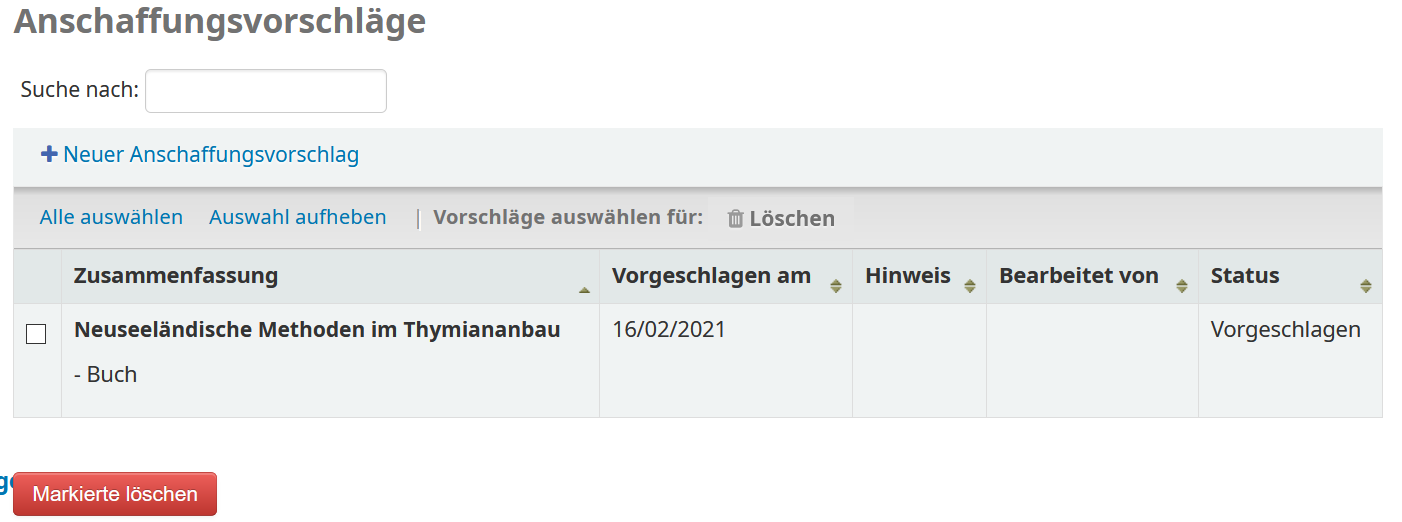 Anschaffungsvorschläge
Suche nach:
Neuer Anschaffungsvorschlag
Alle auswählen Auswahl aufheben | Vorschläge auswählen für: Löschen
Zusammenfassung Vorgeschlagen am Hinweis Bearbeitet von Status
Neuseeländische Methoden im Thymiananbau 16/02/2021 Vorgeschlagen
- Buch
Markierte löschen